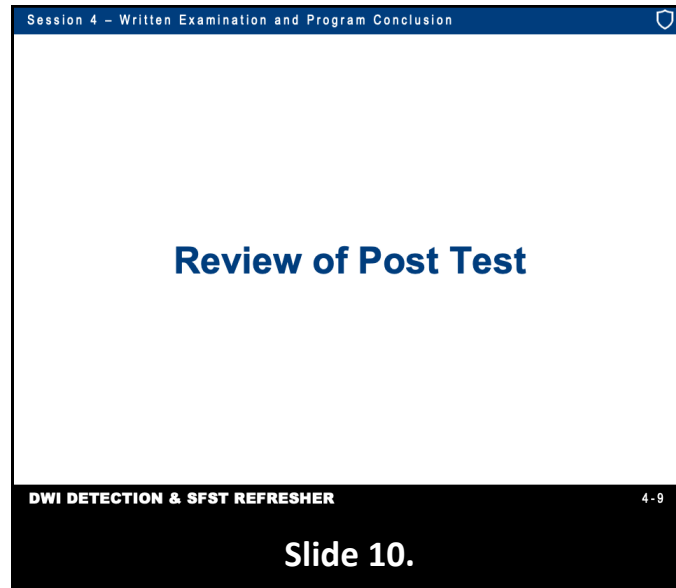 Session 4 – Written Examination and Program Conclusion
Review of Post Test
DWI DETECTION & SFST REFRESHER 4-9
Slide 10.